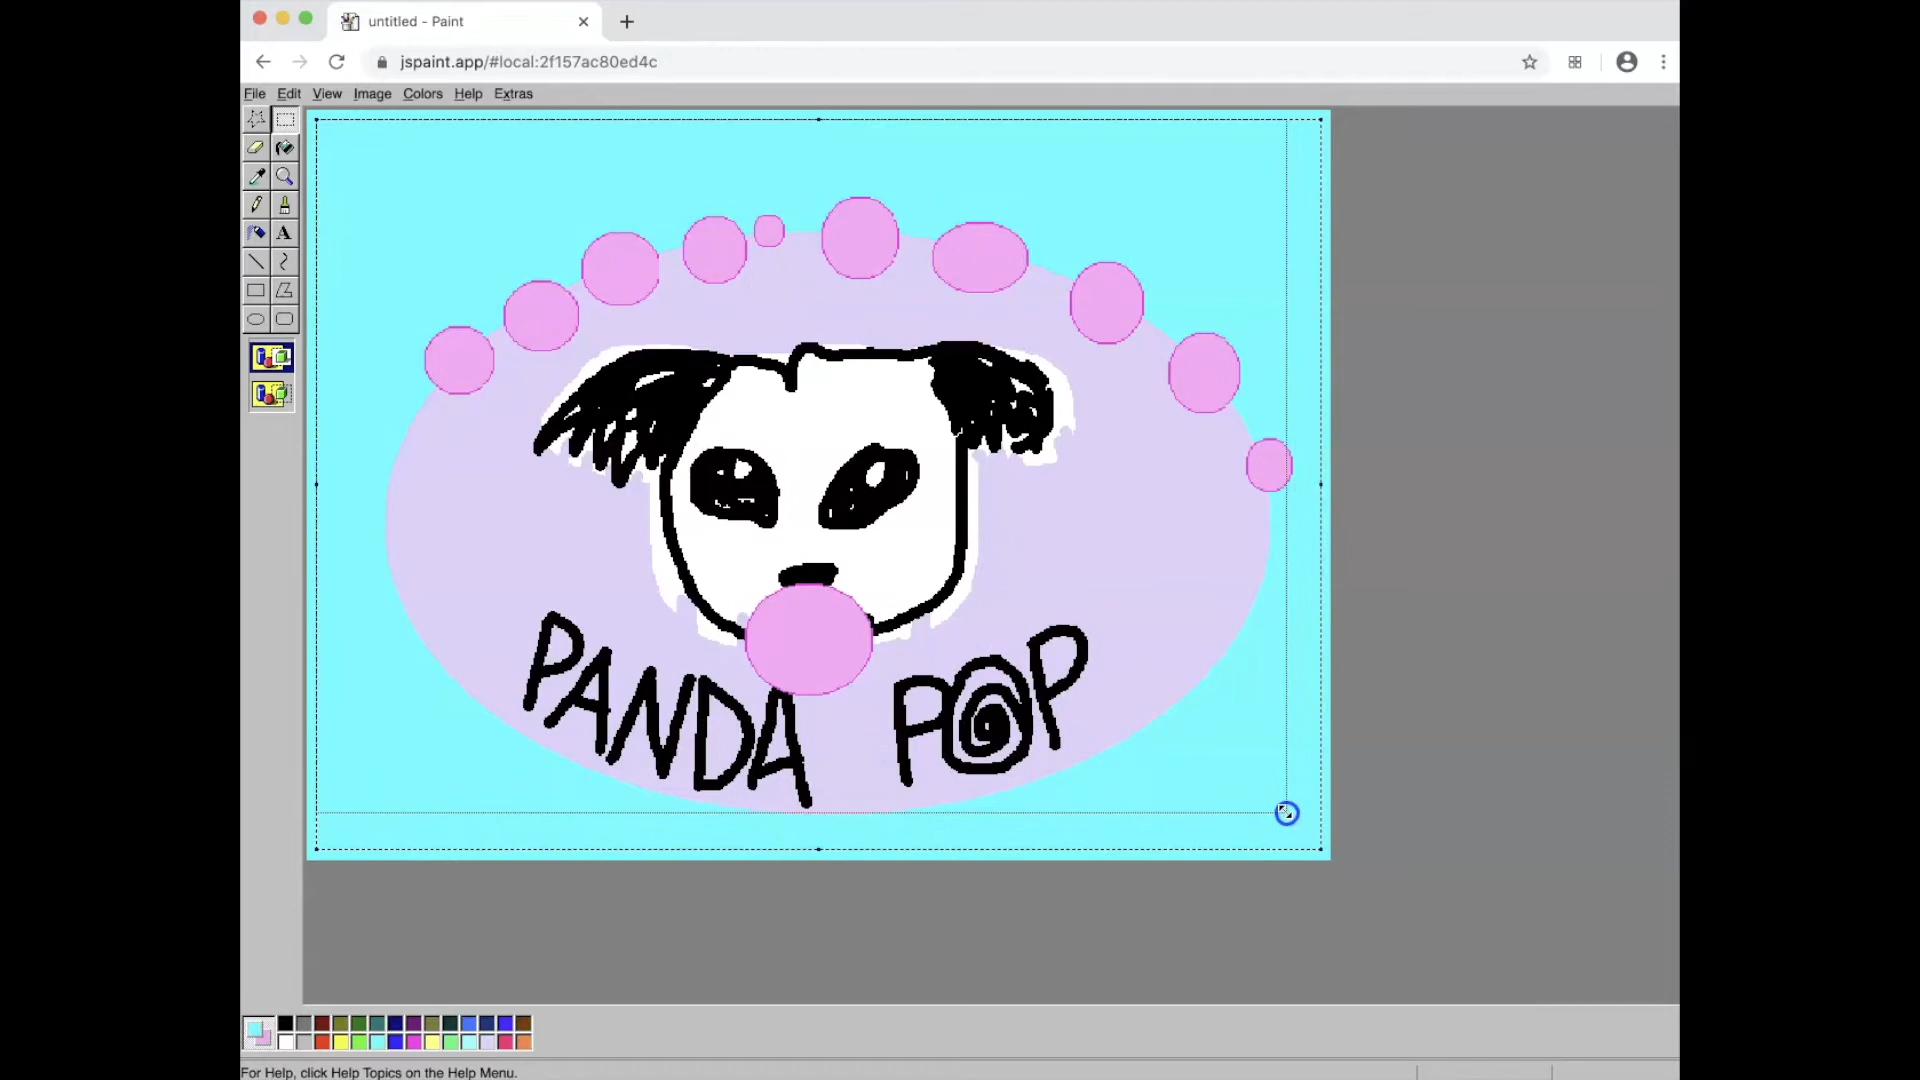 untitled - Paint
jspaint.app/#local:2f157ac80ed4c
File Edit View Image Colors Help Extras
A
PANDA POP
For Help, click Help Topics on the Help Menu.